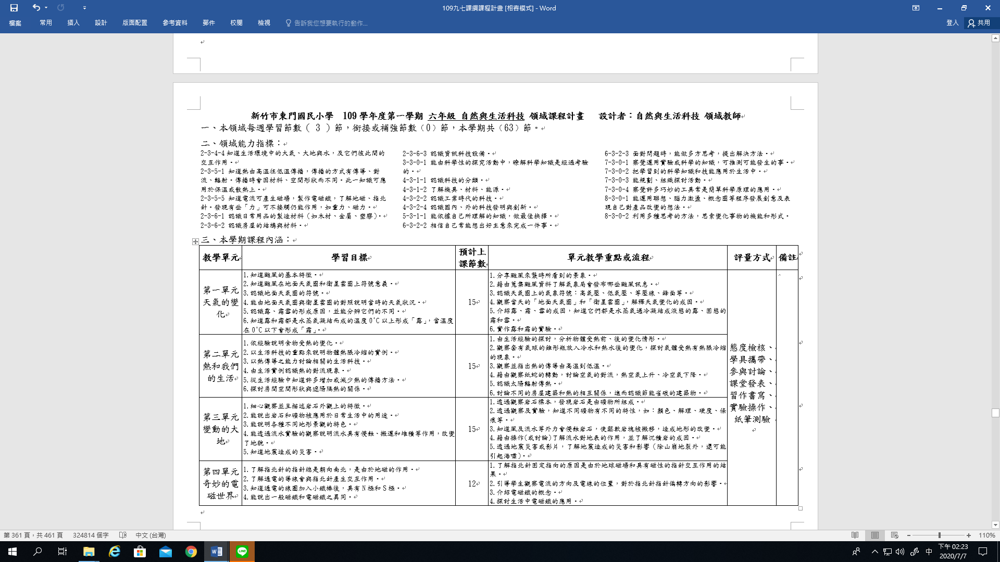 109九七課綱課程計畫 [相容模式] - Word
檔案 常用 插入 設計 版面配置 參考資料 郵件 校閱 檢視 告訴我您想要執行的動作... 登入 共用
新竹市東門國民小學 109 學年度第一學期 六年級 自然與生活科技 領域課程計畫 設計者：自然與生活科技 領域教師
一、本領域每週學習節數（ 3 ）節，銜接或補強節數（0）節，本學期共（63）節。
二、領域能力指標：
2-3-4-4知道生活環境中的大氣、大地與水，及它們彼此間的
交互作用。
2-3-5-1 知道熱由高溫往低溫傳播，傳播的方式有傳導、對
流、輻射。傳播時會因材料、空間形狀而不同。此一知識可應
用於保溫或散熱上。
2-3-5-5 知道電流可產生磁場，製作電磁鐵，了解地磁、指北
針。發現有些「力」可不接觸仍能作用，如重力、磁力。
2-3-6-1 認識日常用品的製造材料（如木材、金屬、塑膠）。
2-3-6-2 認識房屋的結構與材料。
2-3-6-3 認識資訊科技設備。
3-3-0-1 能由科學性的探究活動中，瞭解科學知識是經過考驗
的。
4-3-1-1 認識科技的分類。
4-3-1-2 了解機具、材料、能源。
4-3-2-2 認識工業時代的科技。
4-3-2-4 認識國內、外的科技發明與創新。
5-3-1-1 能依據自己所理解的知識，做最佳抉擇。
6-3-2-2 相信自己常能想出好主意來完成一件事。
6-3-2-3 面對問題時，能做多方思考，提出解決方法。
7-3-0-1 察覺運用實驗或科學的知識，可推測可能發生的事。
7-3-0-2 把學習到的科學知識和技能應用於生活中。
7-3-0-3 能規劃、組織探討活動。
7-3-0-4 察覺許多巧妙的工具常是簡單科學原理的應用。
8-3-0-1 能運用聯想、腦力激盪、概念圖等程序發展創意及表
現自己對產品改變的想法。
8-3-0-2 利用多種思考的方法，思索變化事物的機能和形式。
三、本學期課程內涵：
教學單元 學習目標 預計上
課節數 單元教學重點或流程 評量方式 備註
第一單元
天氣的變
化
1.知道颱風的基本特徵。
2.知道颱風在地面天氣圖和衛星雲圖上符號意義。
3.認識地面天氣圖的符號。
4.能由地面天氣圖與衛星雲圖的對照說明當時的天氣狀況。
5.認識露、霜雪的形成原因，並能分辨它們的不同。
6.知道露和霜都是水蒸氣凝結而成的溫度 0˚C 以上形成「露」，當溫度
在 0˚C 以下會形成「霜」。
15
1.分享颱風來襲時所看到的景象。
2.藉由蒐集颱風資料了解氣象局會發布哪些颱風訊息。
3.認識天氣圖上的氣象符號：高氣壓、低氣壓、等壓線、鋒面等。
4.觀察當天的「地面天氣圖」和「衛星雲圖」，解釋天氣變化的成因。
5.介紹露、霜、雪的成因，知道它們都是水蒸氣遇冷凝結成液態的露、固態的
霜和雪。
6.實作露和霜的實驗。
第二單元
熱和我們
的生活
1.依經驗說明食物受熱的變化。
2.以生活科技的重點來說明物體熱脹冷縮的實例。
3.以熱傳導之能力討論相關的生活科技。
4.由生活實例認識熱的對流現象。
5.從生活經驗中知道許多增加或減少熱的傳播方法。
6.探討房間空間形狀與遮陽隔熱的關係。
15
1.由生活經驗的探討，分析物體受熱前、後的變化情形。
2.觀察套有氣球的錐形瓶放入冷水和熱水後的變化，探討氣體受熱有熱脹冷縮
的現象。
3.觀察並指出熱的傳導由高溫到低溫。
4.藉由觀察紙蛇的轉動，討論空氣的對流，熱空氣上升、冷空氣下降。
5.認識太陽輻射傳熱。
6.討論不同的房屋建築和熱的相互關係，進而認識節能省碳的建築物。
第三單元
變動的大
地
1.細心觀察並且描述岩石外觀上的特徵。
2.能說出岩石和礦物被應用於日常生活中的用途。
3.能說明各種不同地形景觀的特色。
4.能透過流水實驗的觀察說明流水具有侵蝕、搬運和堆積等作用，改變
了地貌。
5.知道地震造成的災害。
15
1.透過觀察岩石標本，發現岩石是由礦物所組成。
2.透過觀察及實驗，知道不同礦物有不同的特性，如：顏色、解理、硬度、條
痕等。
3.知道風及流水等外力會侵蝕岩石，使鬆軟岩塊被搬移，造成地形的改變。
4.藉由操作(或討論)了解流水對地表的作用，並了解沉積岩的成因。
5.透過地震災害或影片，了解地震造成的災害和影響（除山崩地裂外，還可能
引起海嘯）。
第四單元
奇妙的電
磁世界
1.了解指北針的指針總是朝向南北，是由於地磁的作用。
2.了解通電的導線會與指北針產生交互作用。
3.知道通電的線圈加入小鐵棒後，具有 N 極和 S 極。
4.能說出一般磁鐵和電磁鐵之異同。
12
1.了解指北針固定指向的原因是由於地球磁場和具有磁性的指針交互作用的結
果。
2.引導學生觀察電流的方向及電線的位置，對於指北針指針偏轉方向的影響。
3.介紹電磁鐵的概念。
4.探討生活中電磁鐵的應用。
態度檢核、
學具攜帶、
參與討論、
課堂發表、
習作書寫、
實驗操作、
紙筆測驗
第 361 頁，共 461 頁 324814 個字 中文 (台灣) 110%
LINE 中 下午 02:23
2020/7/7